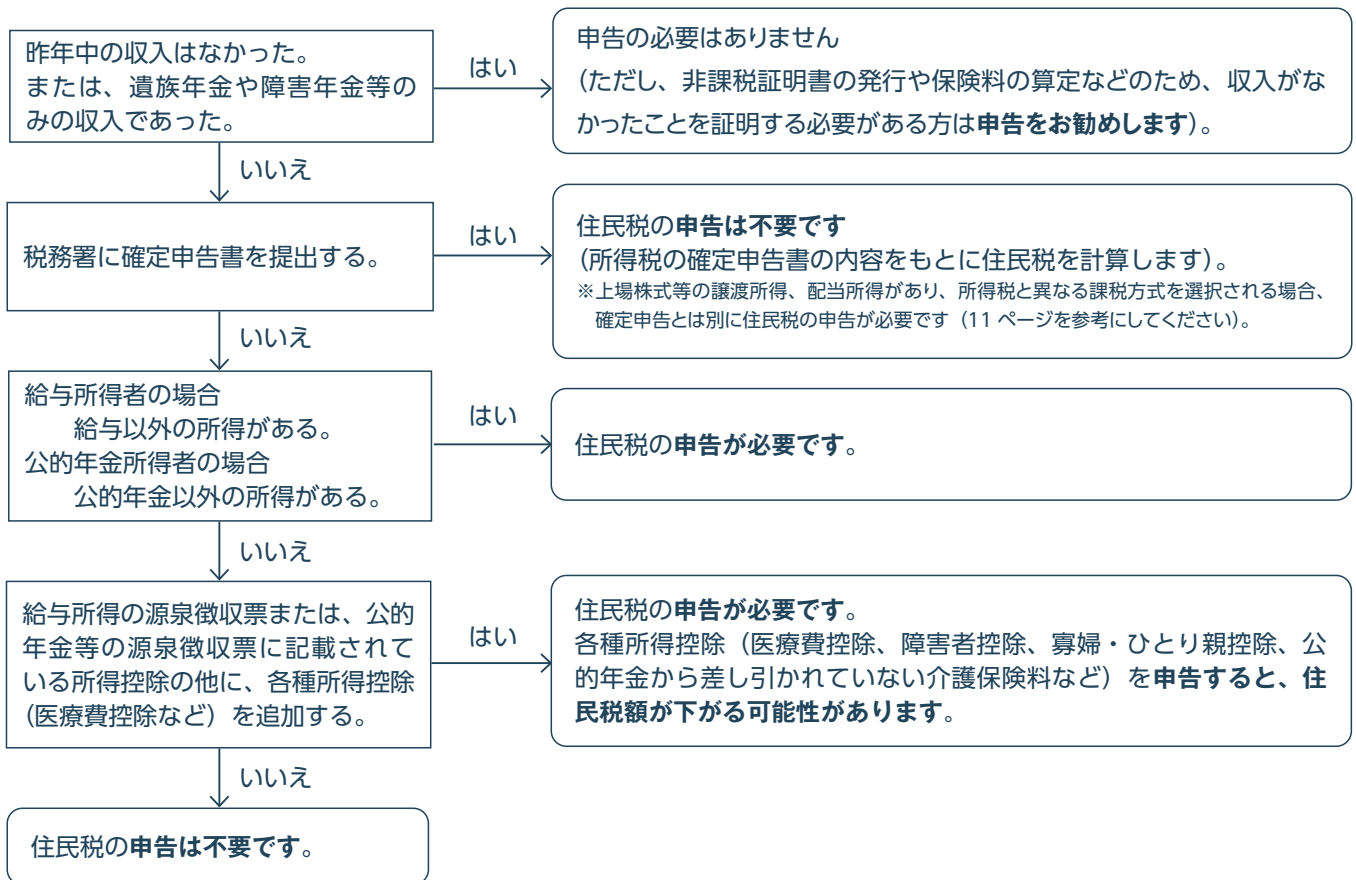 昨年中の収入はなかった。
または、遺族年金や障害年金等の
みの収入であった。
はい
申告の必要はありません
(ただし、非課税証明書の発行や保険料の算定などのため、収入がな
かったことを証明する必要がある方は申告をお勧めします)。
いいえ
税務署に確定申告書を提出する。
はい
住民税の申告は不要です
(所得税の確定申告書の内容をもとに住民税を計算します)。
※上場株式等の譲渡所得、配当所得があり、所得税と異なる課税方式を選択される場合、
確定申告とは別に住民税の申告が必要です(11 ページを参考にしてください)。
いいえ
給与所得者の場合
給与以外の所得がある。
公的年金所得者の場合
公的年金以外の所得がある。
はい
住民税の申告が必要です。
いいえ
給与所得の源泉徴収票または、公的
年金等の源泉徴収票に記載されて
いる所得控除の他に、各種所得控除
(医療費控除など)を追加する。
はい
住民税の申告が必要です。
各種所得控除(医療費控除、障害者控除、寡婦・ひとり親控除、公
的年金から差し引かれていない介護保険料など)を申告すると、住
民税額が下がる可能性があります。
いいえ
住民税の申告は不要です。